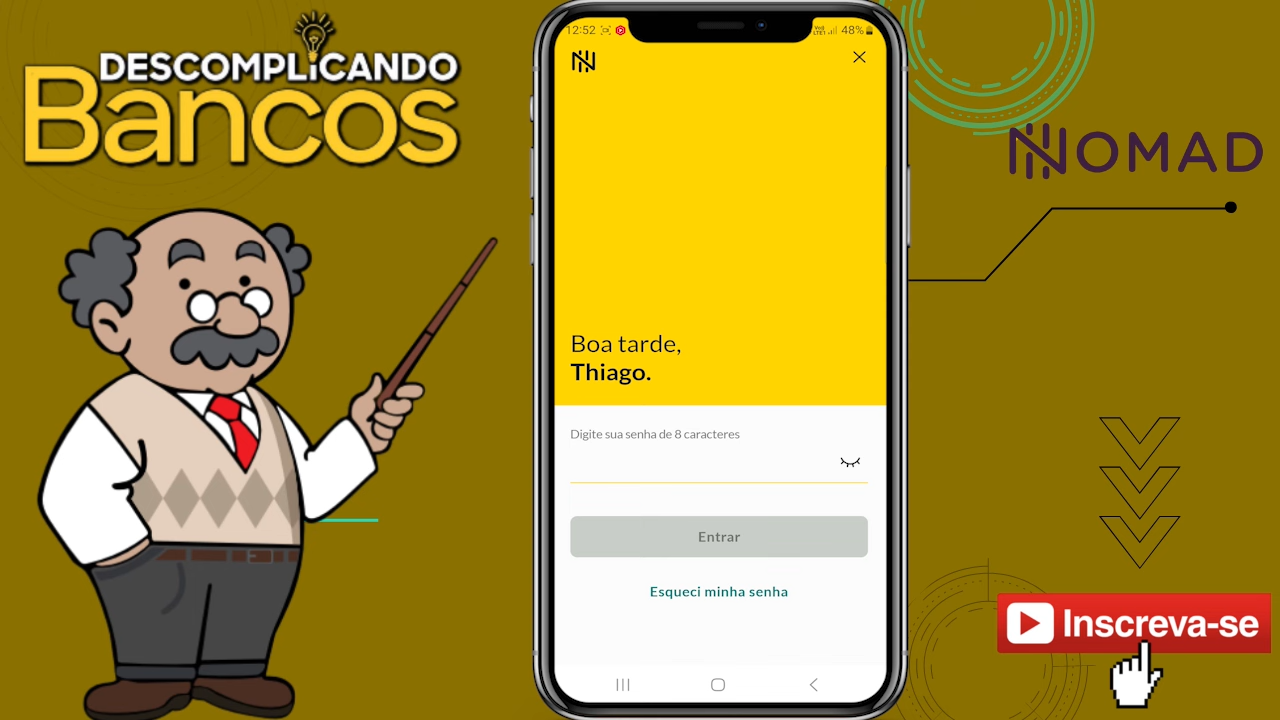 DESCOMPLiCANDO
Bancos
12:52
48%
Boa tarde,
Thiago.
Digite sua senha de 8 caracteres
Entrar
Esqueci minha senha
NOMAD
Inscreva-se